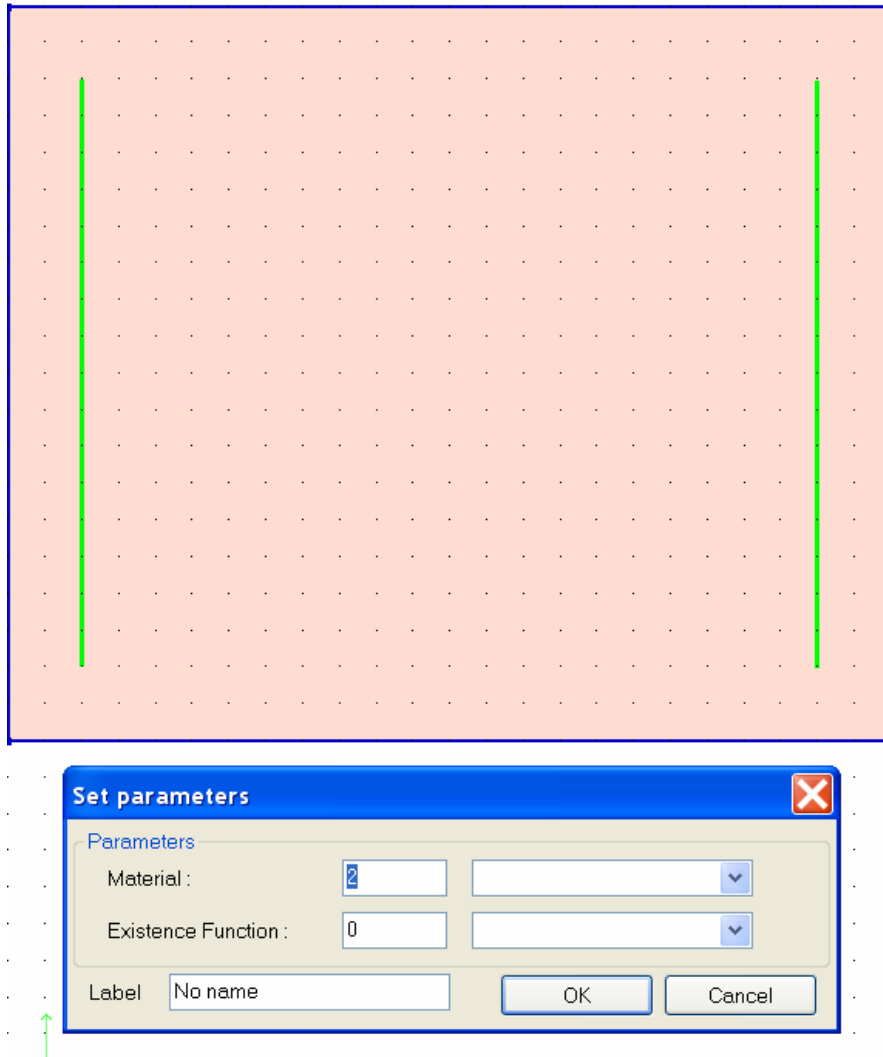 Set parameters
Parameters
Material : 2
Existence Function : 0
Label No name OK Cancel